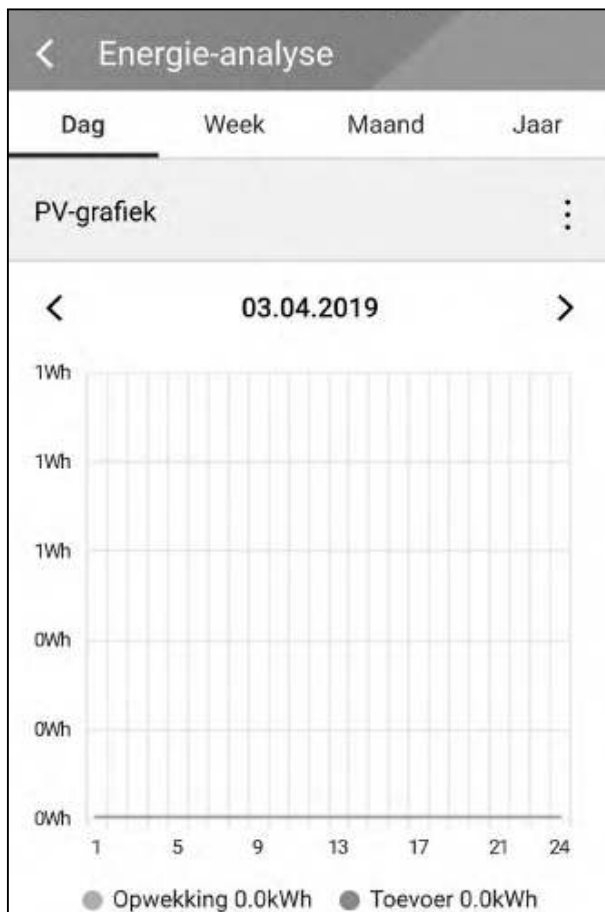 Energie-analyse
Dag Week Maand Jaar
PV-grafiek
03.04.2019
1Wh
1Wh
1Wh
0Wh
0Wh
0Wh
1 5 9 13 17 21 24
Opwekking 0.0kWh Toevoer 0.0kWh